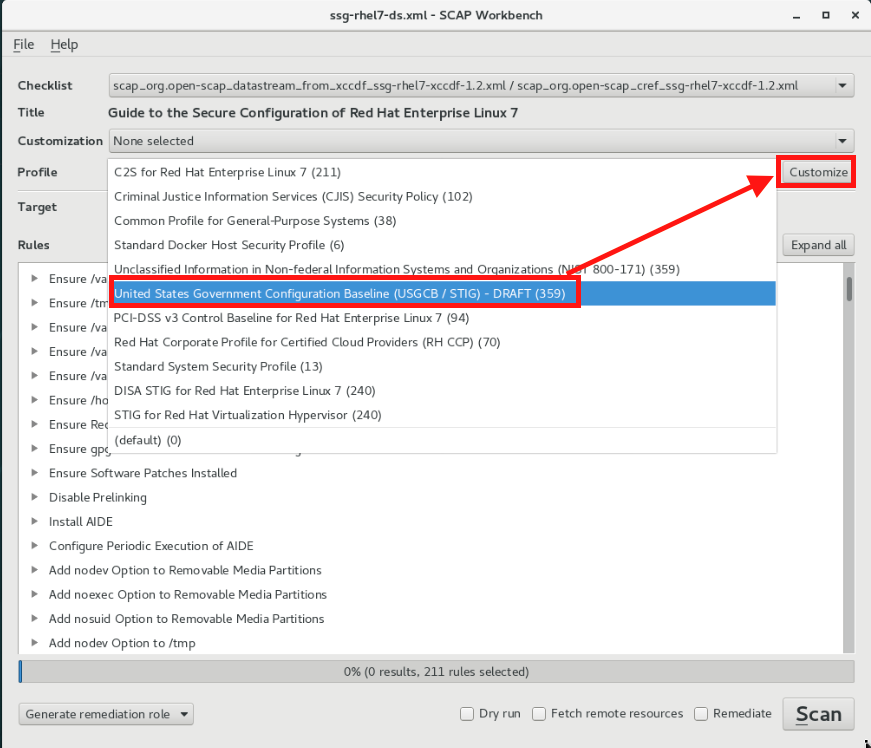 ssg-rhel7-ds.xml - SCAP Workbench
File Help
Checklist scap_org.open-scap_datastream_from_xccdf_ssg-rhel7-xccdf-1.2.xml / scap_org.open-scap_cref_ssg-rhel7-xccdf-1.2.xml
Title Guide to the Secure Configuration of Red Hat Enterprise Linux 7
Customization None selected
Profile C2S for Red Hat Enterprise Linux 7 (211) Customize
Criminal Justice Information Services (CJIS) Security Policy (102)
Target
Common Profile for General-Purpose Systems (38)
Rules Standard Docker Host Security Profile (6) Expand all
Unclassified Information in Non-federal Information Systems and Organizations (NIST 800-171) (359)
Ensure /va
United States Government Configuration Baseline (USGCB / STIG) - DRAFT (359)
Ensure /tm
PCI-DSS v3 Control Baseline for Red Hat Enterprise Linux 7 (94)
Ensure /va
Red Hat Corporate Profile for Certified Cloud Providers (RH CCP) (70)
Ensure /va
Standard System Security Profile (13)
Ensure /va
DISA STIG for Red Hat Enterprise Linux 7 (240)
Ensure /ho
STIG for Red Hat Virtualization Hypervisor (240)
Ensure Red
(default) (0)
Ensure gpg
Ensure Software Patches Installed
Disable Prelinking
Install AIDE
Configure Periodic Execution of AIDE
Add nodev Option to Removable Media Partitions
Add noexec Option to Removable Media Partitions
Add nosuid Option to Removable Media Partitions
Add nodev Option to /tmp
0% (0 results, 211 rules selected)
Generate remediation role Dry run Fetch remote resources Remediate Scan